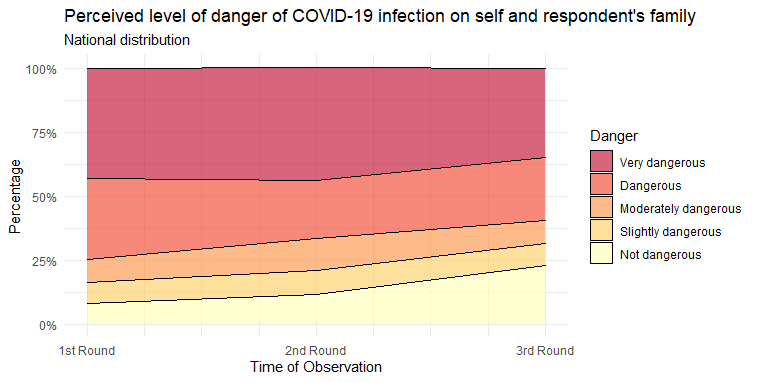 Perceived level of danger of COVID-19 infection on self and respondent's family
National distribution
100%
75%
50%
25%
0%
Percentage
1st Round
2nd Round
3rd Round
Time of Observation
Danger
Very dangerous
Dangerous
Moderately dangerous
Slightly dangerous
Not dangerous